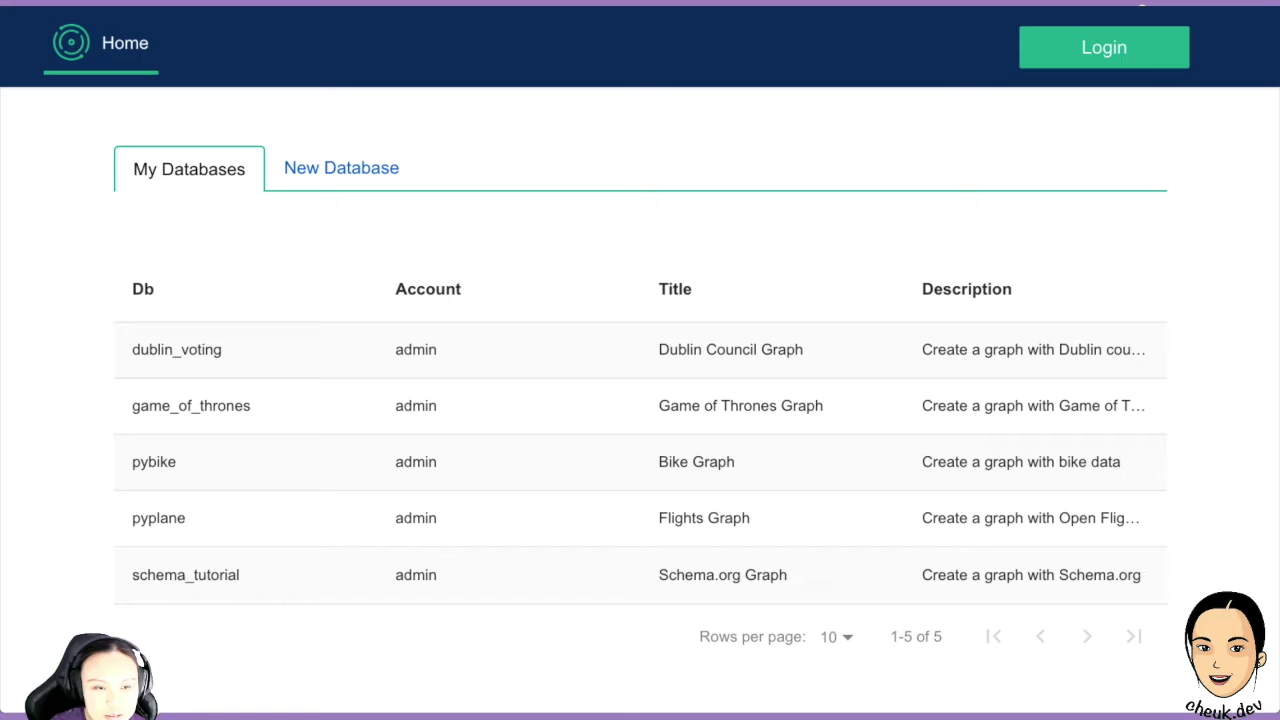 Home
Login
My Databases
New Database
Db Account Title Description
dublin_voting admin Dublin Council Graph Create a graph with Dublin cou…
game_of_thrones admin Game of Thrones Graph Create a graph with Game of T…
pybike admin Bike Graph Create a graph with bike data
pyplane admin Flights Graph Create a graph with Open Flig…
schema_tutorial admin Schema.org Graph Create a graph with Schema.org
Rows per page: 10 1-5 of 5
cheuk.dev